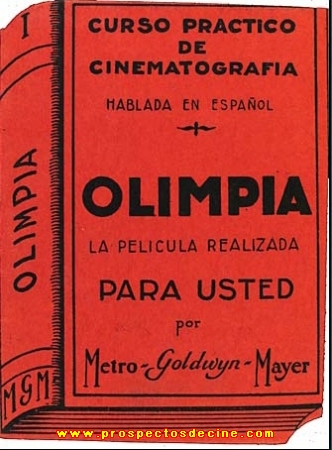 I
OLIMPIA
MGM
CURSO PRACTICO
DE
CINEMATOGRAFIA
HABLADA EN ESPAÑOL
OLIMPIA
LA PELICULA REALIZADA
PARA USTED
por
Metro-Goldwyn-Mayer
www.prospectosdecine.com